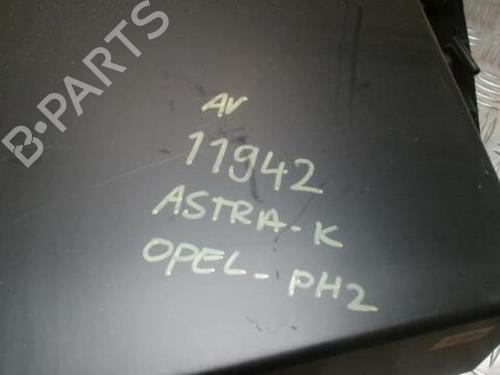 B-PARTS
AV
11942
ASTRA-K
OPEL-PH2